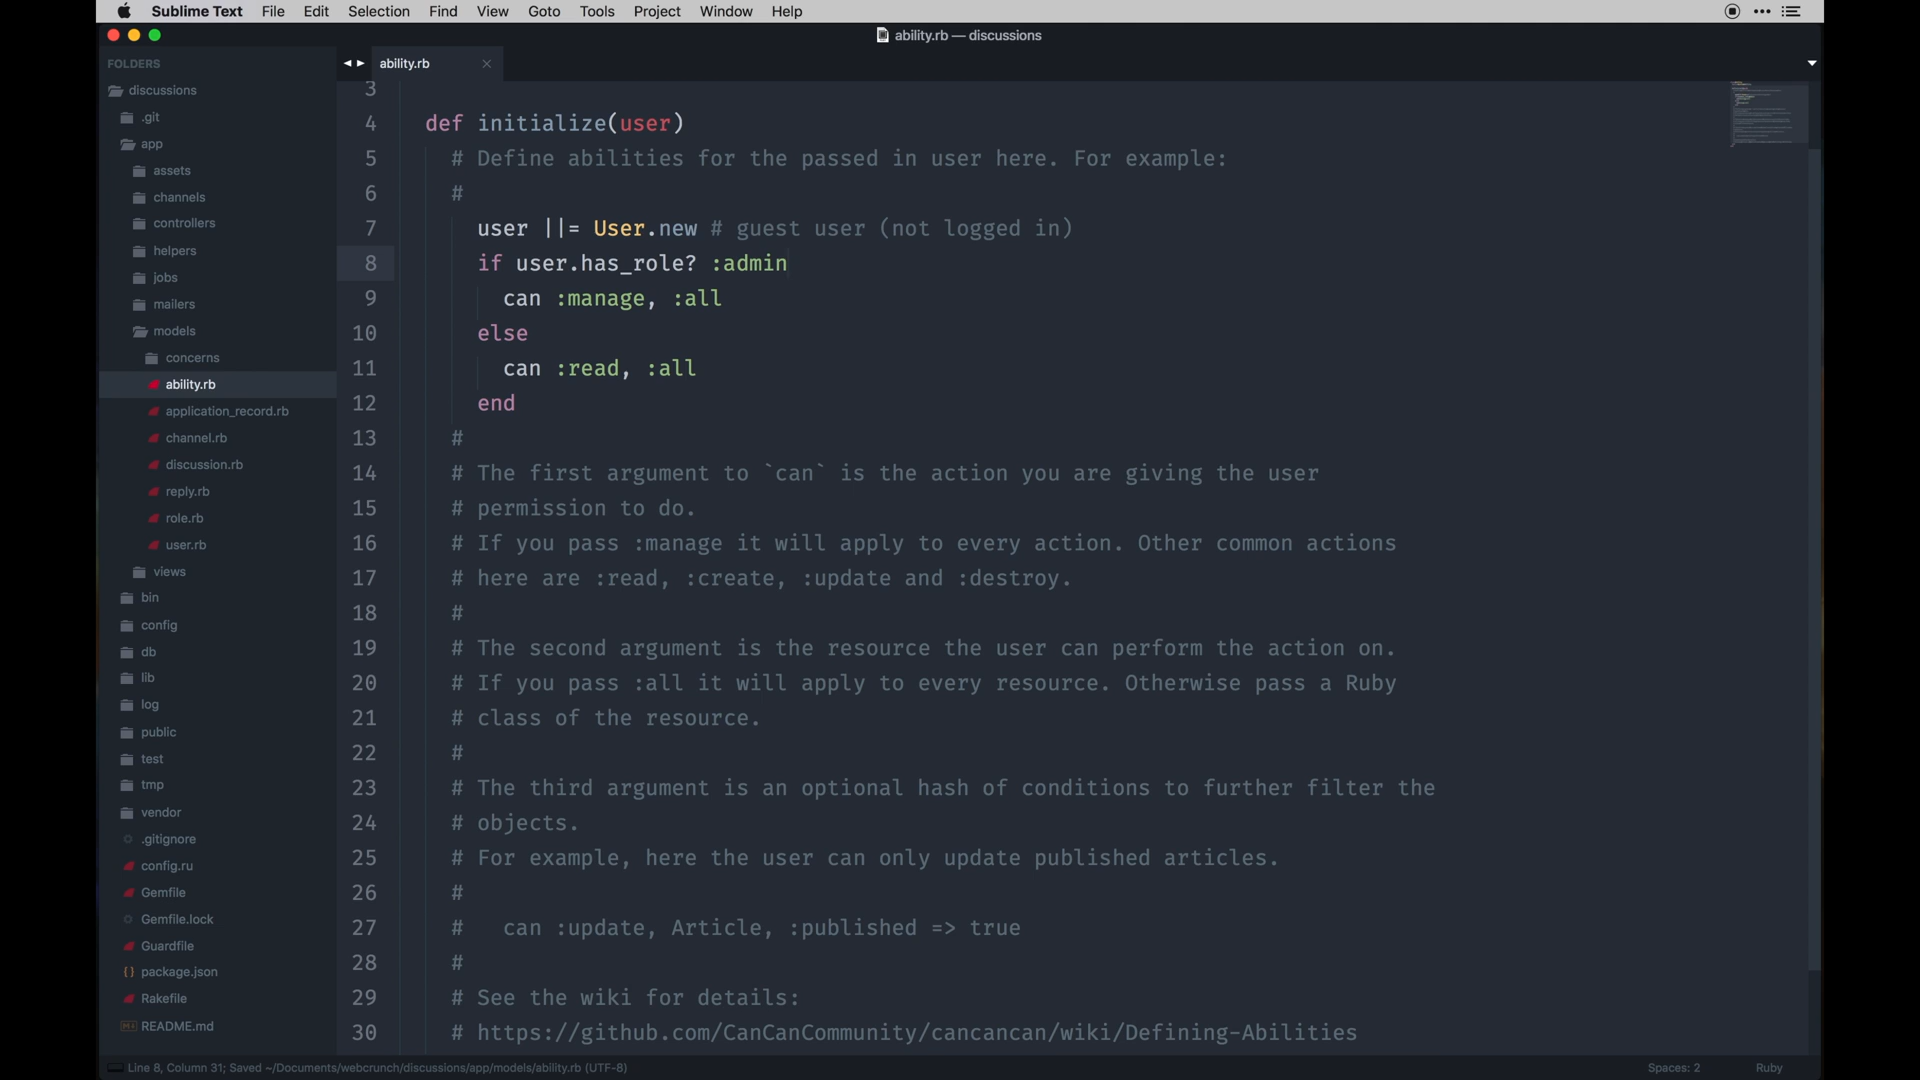 Sublime Text File Edit Selection Find View Goto Tools Project Window Help
ability.rb — discussions
FOLDERS
discussions
.git
app
assets
channels
controllers
helpers
jobs
mailers
models
concerns
ability.rb
application_record.rb
channel.rb
discussion.rb
reply.rb
role.rb
user.rb
views
bin
config
db
lib
log
public
test
tmp
vendor
.gitignore
config.ru
Gemfile
Gemfile.lock
Guardfile
package.json
Rakefile
README.md
ability.rb
3
4 def initialize(user)
5 # Define abilities for the passed in user here. For example:
6 #
7 user ||= User.new # guest user (not logged in)
8 if user.has_role? :admin
9 can :manage, :all
10 else
11 can :read, :all
12 end
13 #
14 # The first argument to `can` is the action you are giving the user
15 # permission to do.
16 # If you pass :manage it will apply to every action. Other common actions
17 # here are :read, :create, :update and :destroy.
18 #
19 # The second argument is the resource the user can perform the action on.
20 # If you pass :all it will apply to every resource. Otherwise pass a Ruby
21 # class of the resource.
22 #
23 # The third argument is an optional hash of conditions to further filter the
24 # objects.
25 # For example, here the user can only update published articles.
26 #
27 # can :update, Article, :published => true
28 #
29 # See the wiki for details:
30 # https://github.com/CanCanCommunity/cancancan/wiki/Defining-Abilities
Line 8, Column 31; Saved ~/Documents/webcrunch/discussions/app/models/ability.rb (UTF-8) Spaces: 2 Ruby